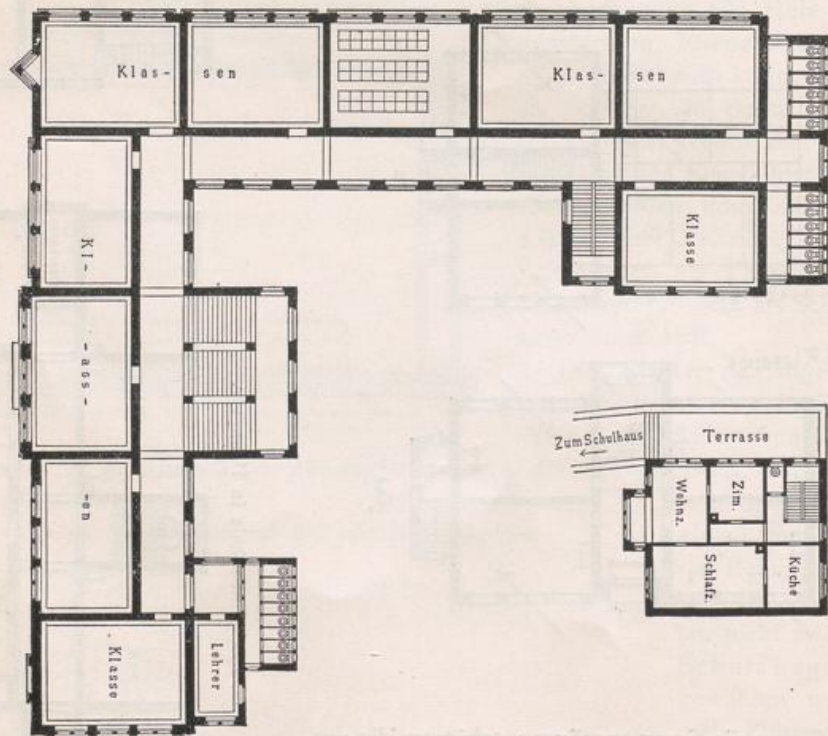 Klas-
sen
Klas-
sen
Kl-
Klasse
- ass -
Zum Schulhaus
Terrasse
-en
Wohnz.
Zim.
Schlafz.
Küche
Klasse
Lehrer